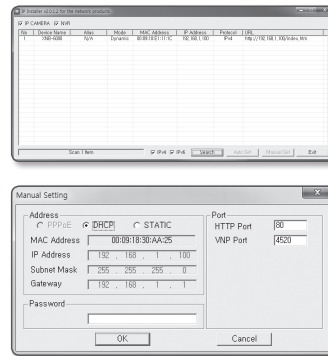 IP Installer v2.0.1.2 for the network products
IP CAMERA NVR
No Device Name Alias Mode MAC Address IP Address Protocol URL
1 XNB-6000 N/A Dynamic 00:09:18:E1:11:1C 192,168,1,100 IPv4 http://192,168,1,100/index,htm
Scan 1 Item IPv4 IPv6 Search Auto Set Manual Set Exit
Manual Setting
Address
PPPoE DHCP STATIC
MAC Address 00:09:18:30:AA:25
IP Address 192 . 168 . 1 . 100
Subnet Mask 255 . 255 . 255 . 0
Gateway 192 . 168 . 1 . 1
Port
HTTP Port 80
VNP Port 4520
Password
OK Cancel